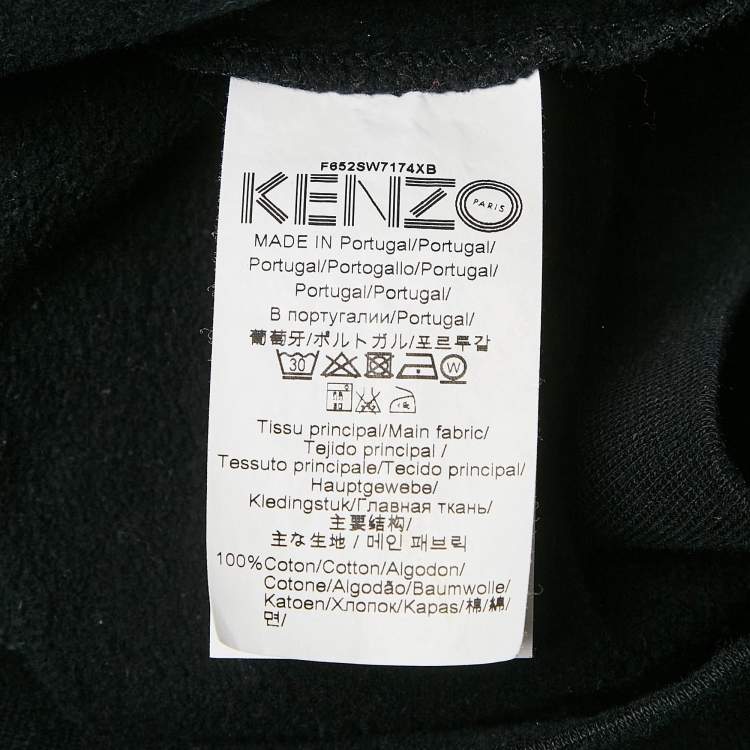 F652SW7174XB
KENZO PARIS
MADE IN Portugal/Portugal/
Portugal/Portogallo/Portugal/
Portugal/Portugal/
В португалии/Portugal/
葡萄牙/ポルトガル/포르투갈
30 W
Tissu principal/Main fabric/
Tejido principal /
Tessuto principale/Tecido principal/
Hauptgewebe/
Kledingstuk/Главная ткань/
主要结构/
主な生地 / 메인 패브릭
100% Coton/Cotton/Algodon/
Cotone/Algodão/Baumwolle/
Katoen/Хлопок/Kapas/棉/綿/
면/